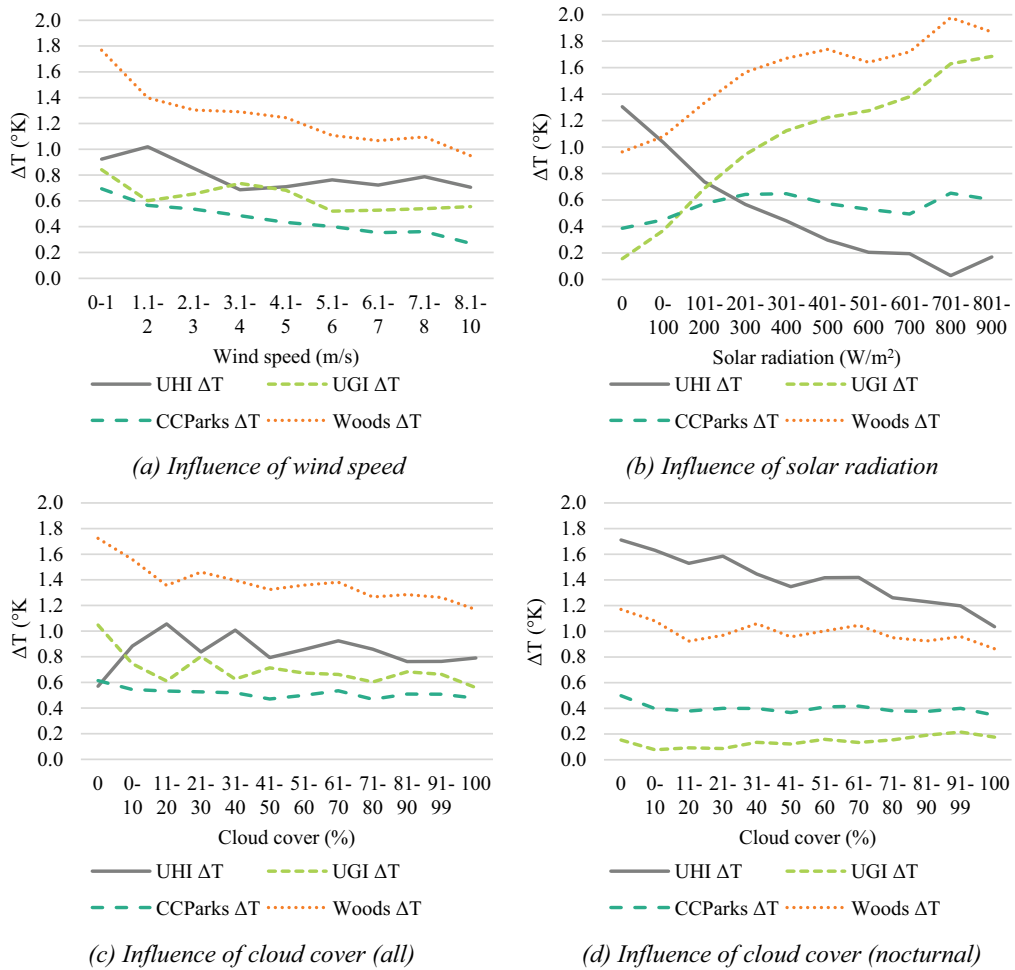 2.0
1.8
1.6
1.4
1.2
1.0
0.8
0.6
0.4
0.2
0.0
ΔT (°K)
0-1 1.1- 2.1- 3.1- 4.1- 5.1- 6.1- 7.1- 8.1-
2 3 4 5 6 7 8 10
Wind speed (m/s)
UHI ΔT UGI ΔT
CCParks ΔT Woods ΔT
(a) Influence of wind speed
2.0
1.8
1.6
1.4
1.2
1.0
0.8
0.6
0.4
0.2
0.0
ΔT (°K)
0 0- 101- 201- 301- 401- 501- 601- 701- 801-
100 200 300 400 500 600 700 800 900
Solar radiation (W/m²)
UHI ΔT UGI ΔT
CCParks ΔT Woods ΔT
(b) Influence of solar radiation
2.0
1.8
1.6
1.4
1.2
1.0
0.8
0.6
0.4
0.2
0.0
ΔT (°K
0 0- 11- 21- 31- 41- 51- 61- 71- 81- 91- 100
10 20 30 40 50 60 70 80 90 99
Cloud cover (%)
UHI ΔT UGI ΔT
CCParks ΔT Woods ΔT
(c) Influence of cloud cover (all)
2.0
1.8
1.6
1.4
1.2
1.0
0.8
0.6
0.4
0.2
0.0
ΔT (°K)
0 0- 11- 21- 31- 41- 51- 61- 71- 81- 91- 100
10 20 30 40 50 60 70 80 90 99
Cloud cover (%)
UHI ΔT UGI ΔT
CCParks ΔT Woods ΔT
(d) Influence of cloud cover (nocturnal)